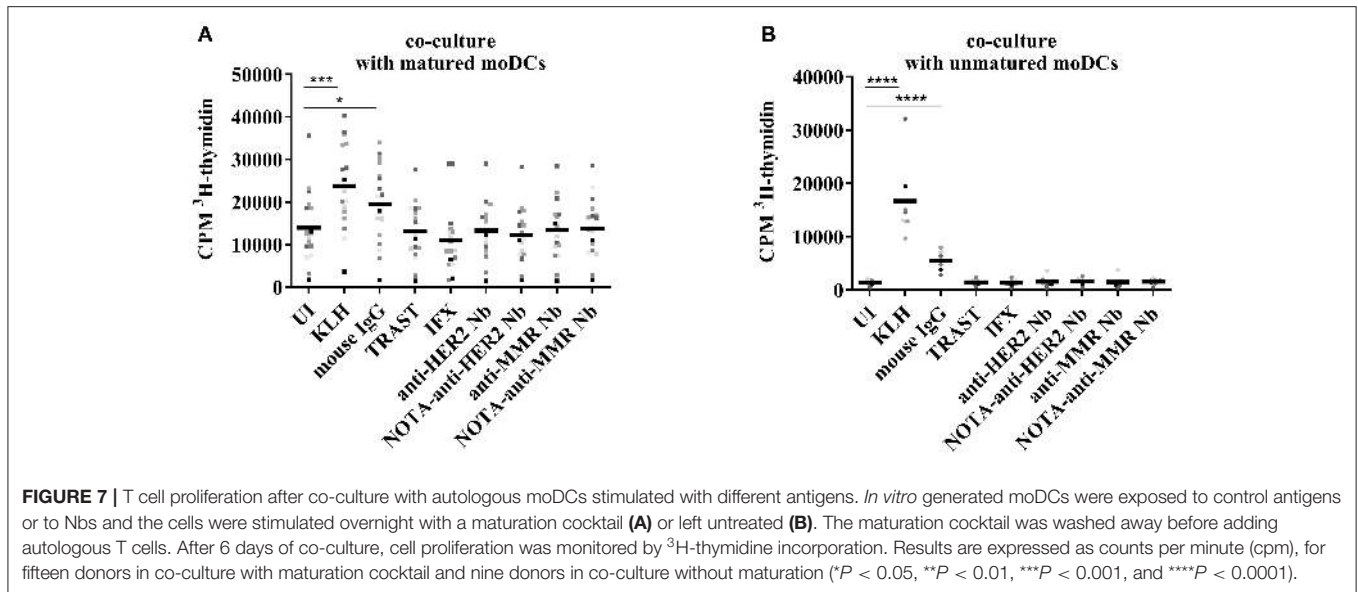 A
co-culture
with matured moDCs
50000
40000
30000
20000
10000
0
CPM ³H-thymidin
***
*
UI
KLH
mouse IgG
TRAST
IFX
anti-HER2 Nb
NOTA-anti-HER2 Nb
anti-MMR Nb
NOTA-anti-MMR Nb
B
co-culture
with unmatured moDCs
40000
30000
20000
10000
0
CPM ³H-thymidin
****
****
UI
KLH
mouse IgG
TRAST
IFX
anti-HER2 Nb
NOTA-anti-HER2 Nb
anti-MMR Nb
NOTA-anti-MMR Nb
FIGURE 7 | T cell proliferation after co-culture with autologous moDCs stimulated with different antigens. In vitro generated moDCs were exposed to control antigens
or to Nbs and the cells were stimulated overnight with a maturation cocktail (A) or left untreated (B). The maturation cocktail was washed away before adding
autologous T cells. After 6 days of co-culture, cell proliferation was monitored by ³H-thymidine incorporation. Results are expressed as counts per minute (cpm), for
fifteen donors in co-culture with maturation cocktail and nine donors in co-culture without maturation (*P < 0.05, **P < 0.01, ***P < 0.001, and ****P < 0.0001).